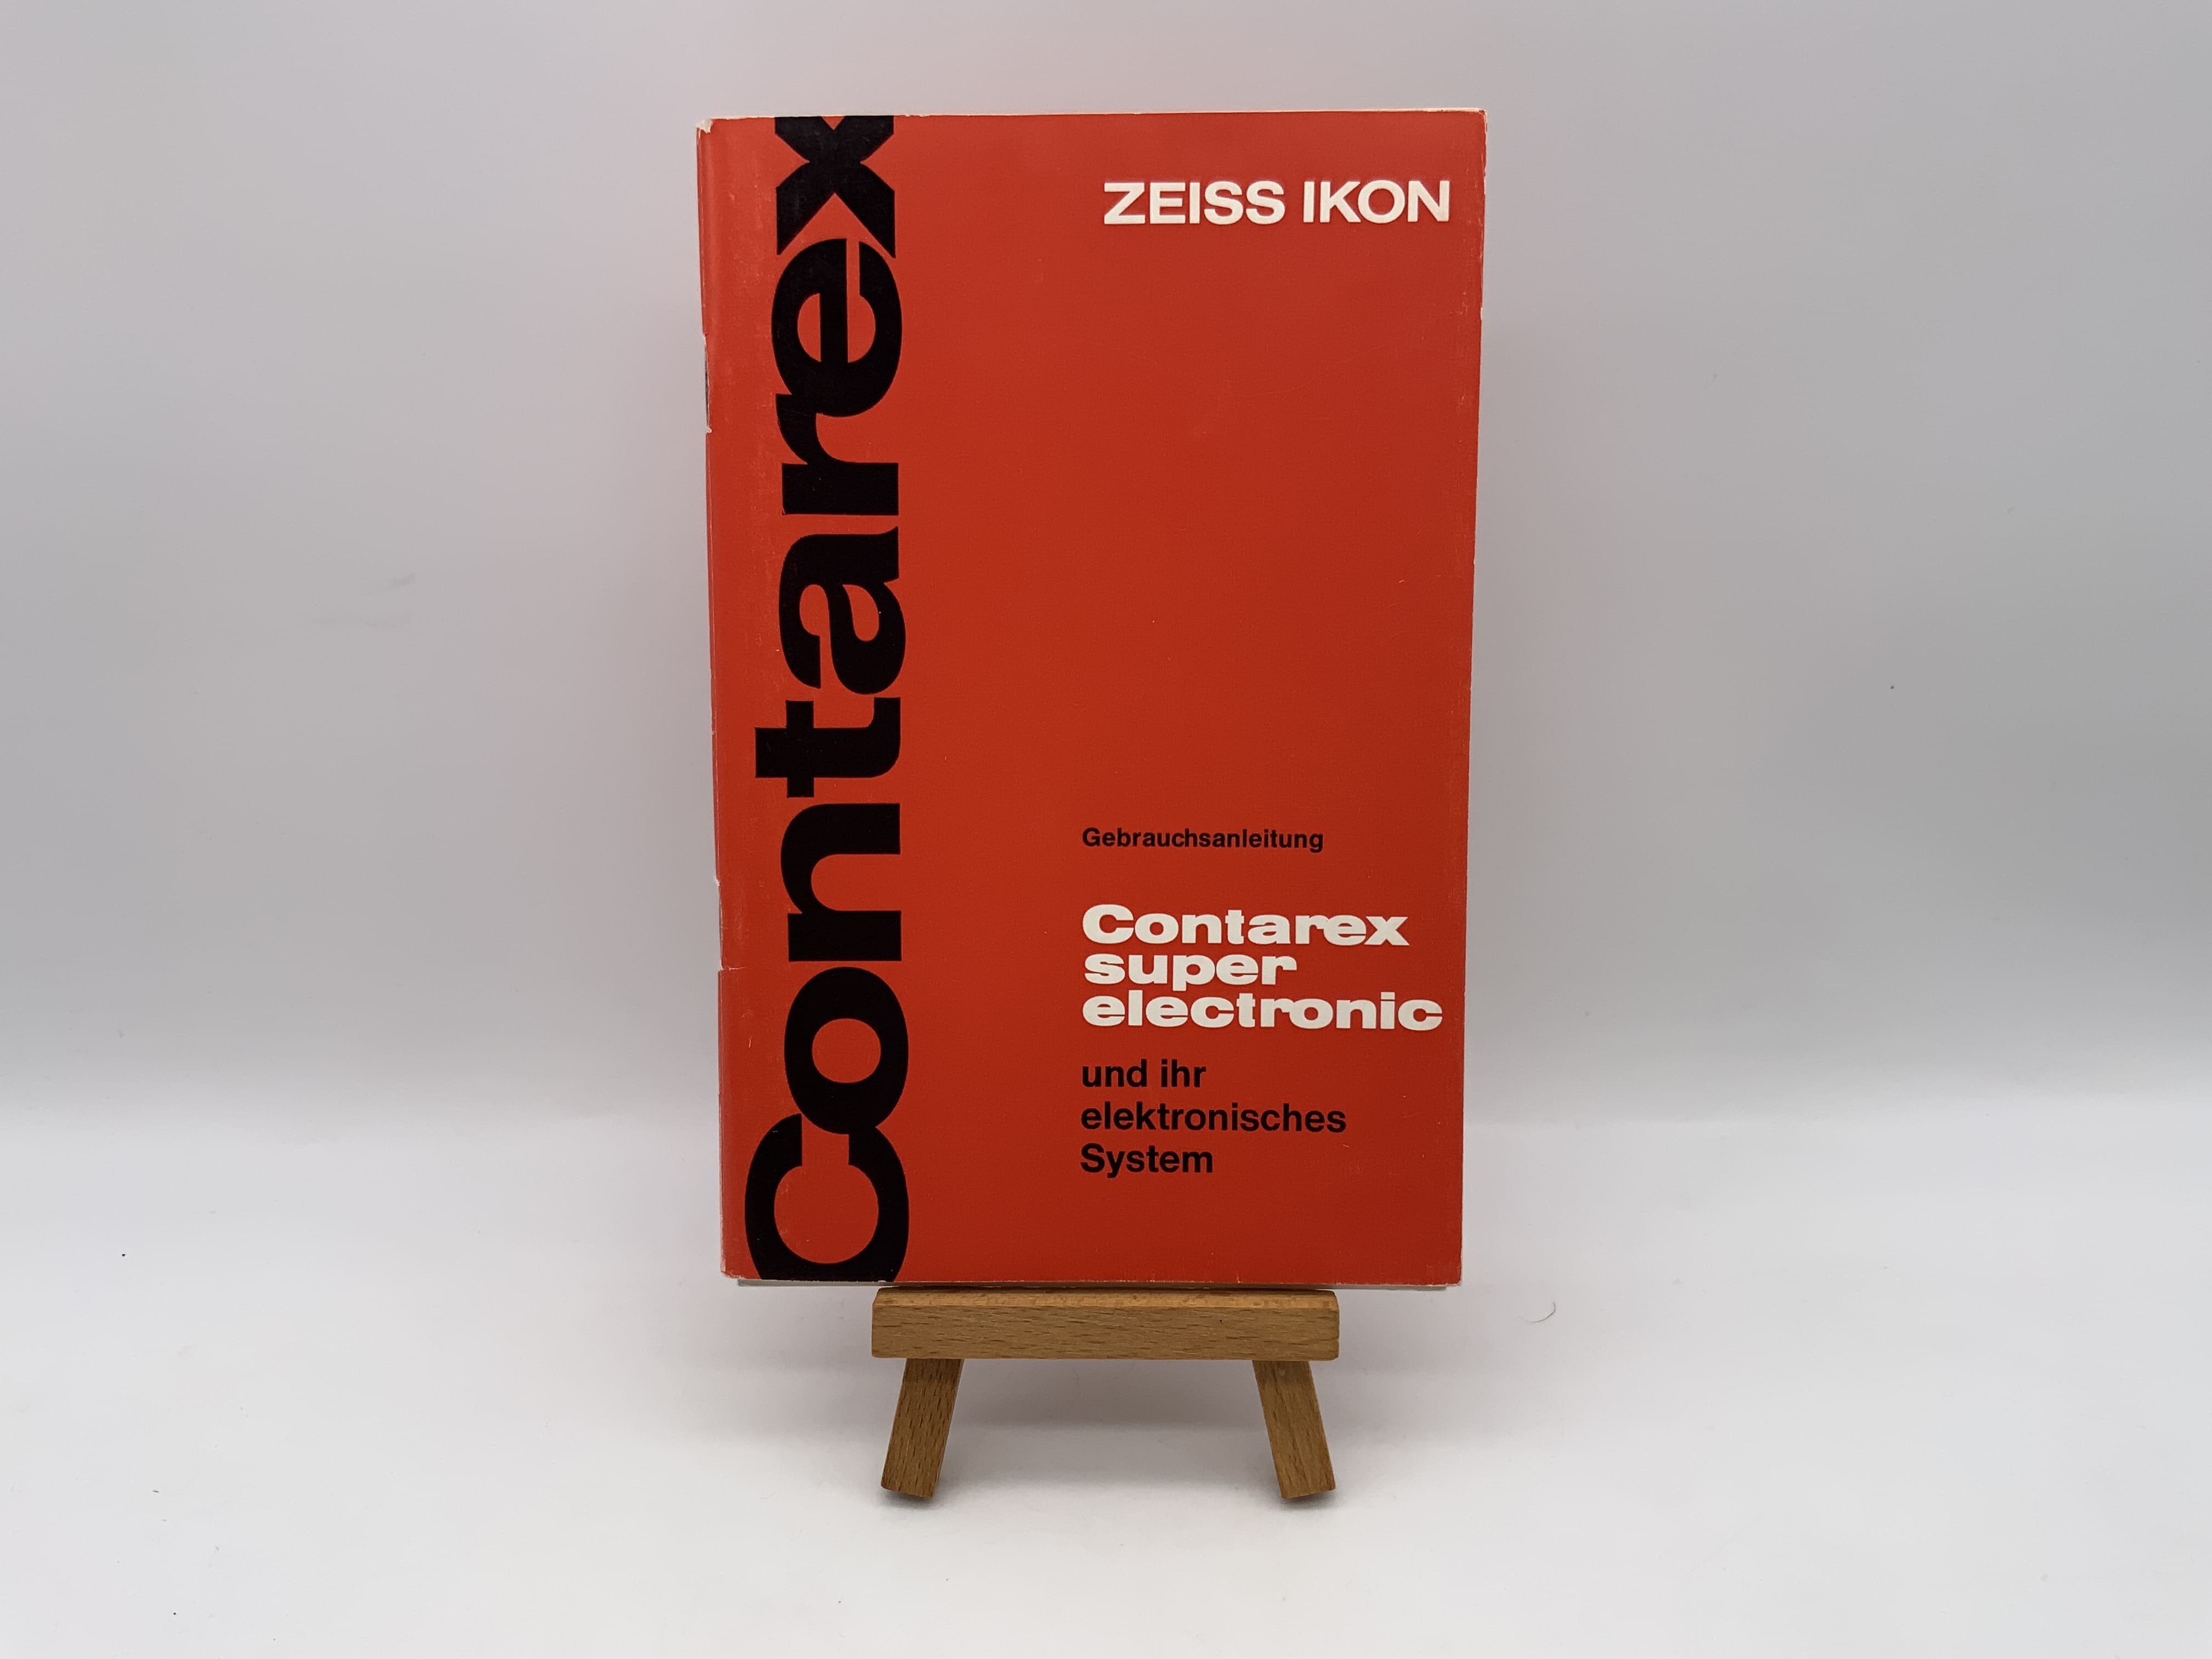 Contarex
ZEISS IKON
Gebrauchsanleitung
Contarex
super
electronic
und ihr
elektronisches
System